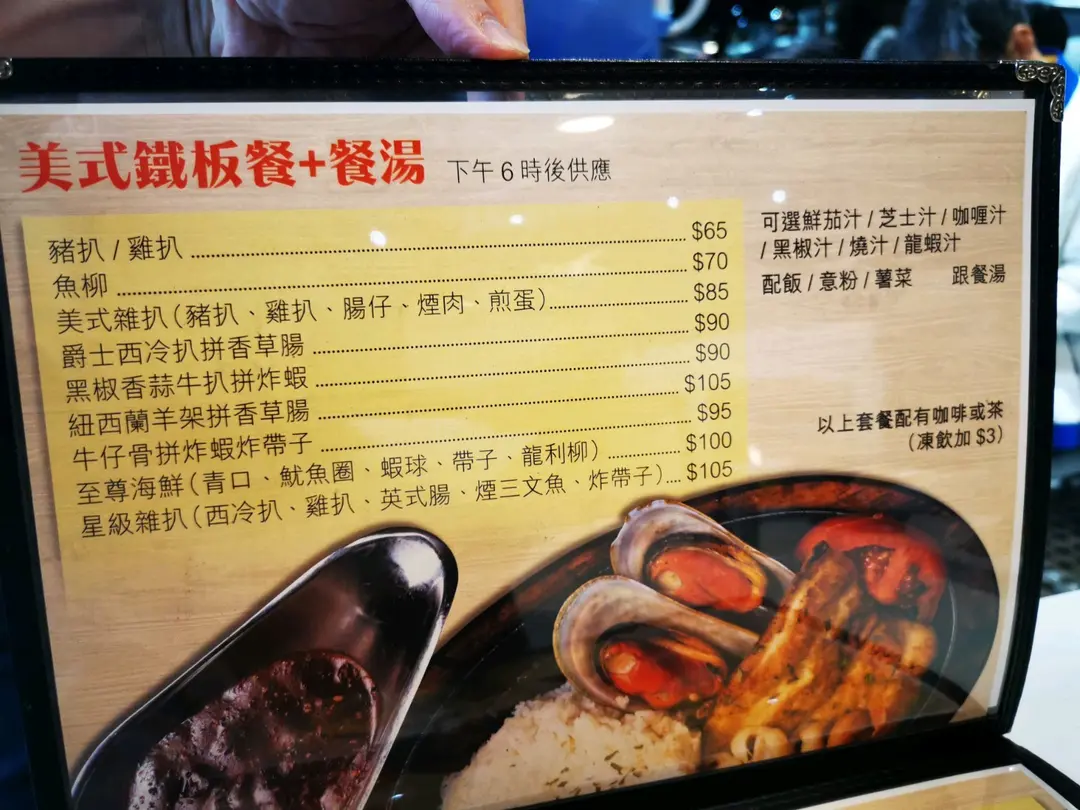 美式鐵板餐+餐湯 下午6時後供應
豬扒 / 雞扒 $65
魚柳 $70
美式雜扒(豬扒、雞扒、腸仔、煙肉、煎蛋) $85
爵士西冷扒拼香草腸 $90
黑椒香蒜牛扒拼炸蝦 $90
紐西蘭羊架拼香草腸 $105
牛仔骨拼炸蝦炸帶子 $95
至尊海鮮(青口、魷魚圈、蝦球、帶子、龍利柳) $100
星級雜扒(西冷扒、雞扒、英式腸、煙三文魚、炸帶子) $105
可選鮮茄汁 / 芝士汁 / 咖喱汁
/ 黑椒汁 / 燒汁 / 龍蝦汁
配飯 / 意粉 / 薯菜 跟餐湯
以上套餐配有咖啡或茶
(凍飲加 $3)